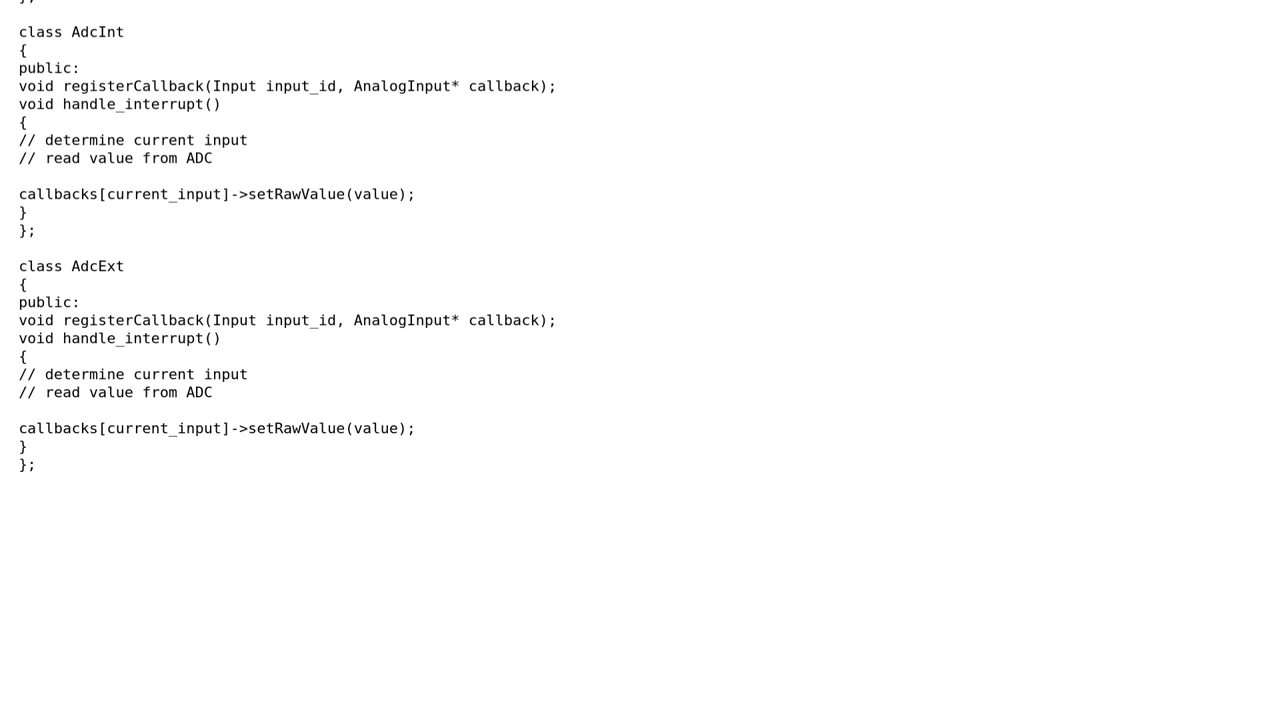 };
class AdcInt
{
public:
void registerCallback(Input input_id, AnalogInput* callback);
void handle_interrupt()
{
// determine current input
// read value from ADC
callbacks[current_input]->setRawValue(value);
}
};
class AdcExt
{
public:
void registerCallback(Input input_id, AnalogInput* callback);
void handle_interrupt()
{
// determine current input
// read value from ADC
callbacks[current_input]->setRawValue(value);
}
};